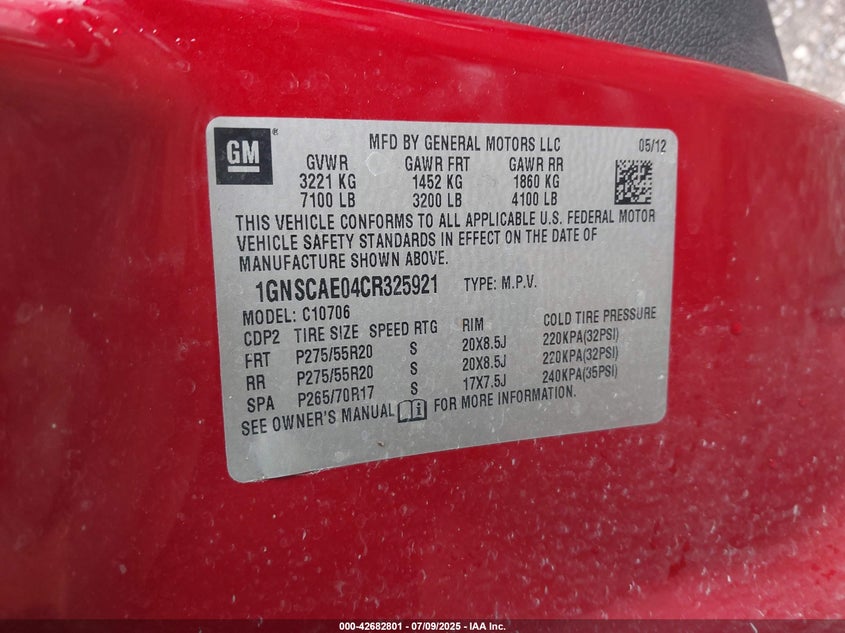 GM ®
MFD BY GENERAL MOTORS LLC 05/12
GVWR GAWR FRT GAWR RR
3221 KG 1452 KG 1860 KG
7100 LB 3200 LB 4100 LB
THIS VEHICLE CONFORMS TO ALL APPLICABLE U.S. FEDERAL MOTOR
VEHICLE SAFETY STANDARDS IN EFFECT ON THE DATE OF
MANUFACTURE SHOWN ABOVE.
1GNSCAE04CR325921 TYPE: M.P.V.
MODEL: C10706
CDP2 TIRE SIZE SPEED RTG RIM COLD TIRE PRESSURE
FRT P275/55R20 S 20X8.5J 220KPA(32PSI)
RR P275/55R20 S 20X8.5J 220KPA(32PSI)
SPA P265/70R17 S 17X7.5J 240KPA(35PSI)
SEE OWNER'S MANUAL FOR MORE INFORMATION.
000-42682801 / 07/09/2025 - IAA Inc.